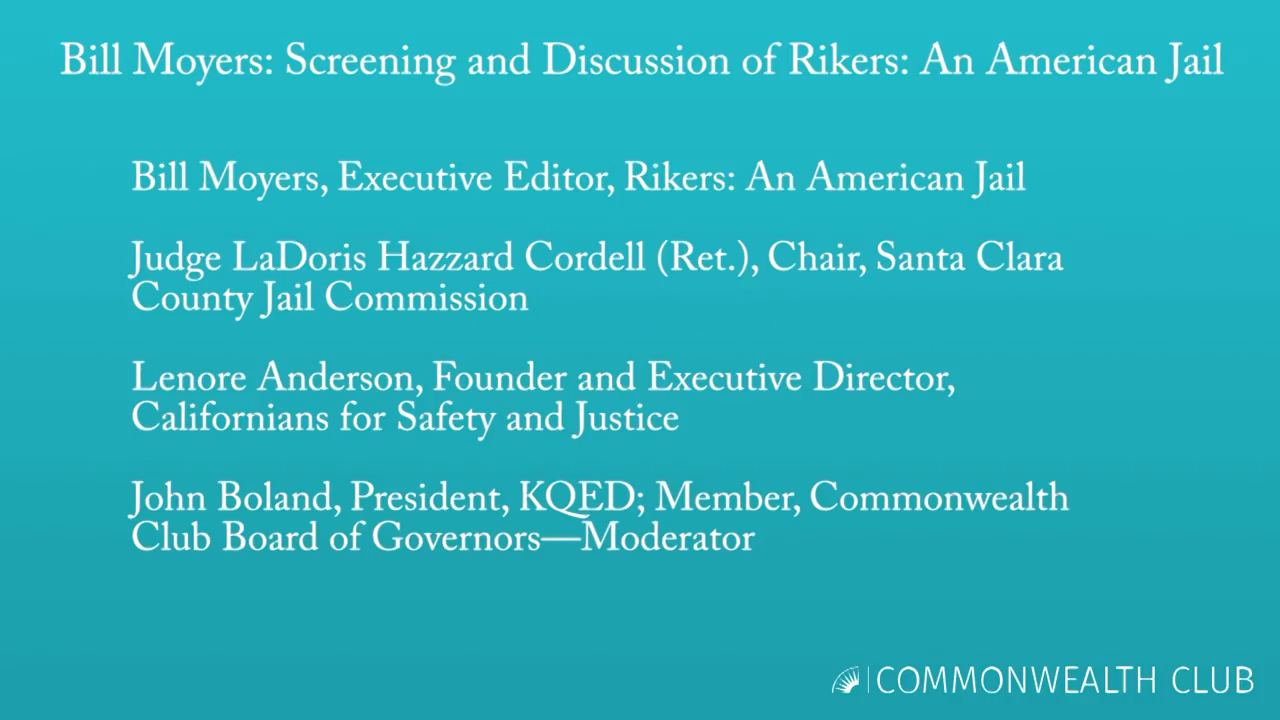 Bill Moyers: Screening and Discussion of Rikers: An American Jail
Bill Moyers, Executive Editor, Rikers: An American Jail
Judge LaDoris Hazzard Cordell (Ret.), Chair, Santa Clara
County Jail Commission
Lenore Anderson, Founder and Executive Director,
Californians for Safety and Justice
John Boland, President, KQED; Member, Commonwealth
Club Board of Governors—Moderator
COMMONWEALTH CLUB